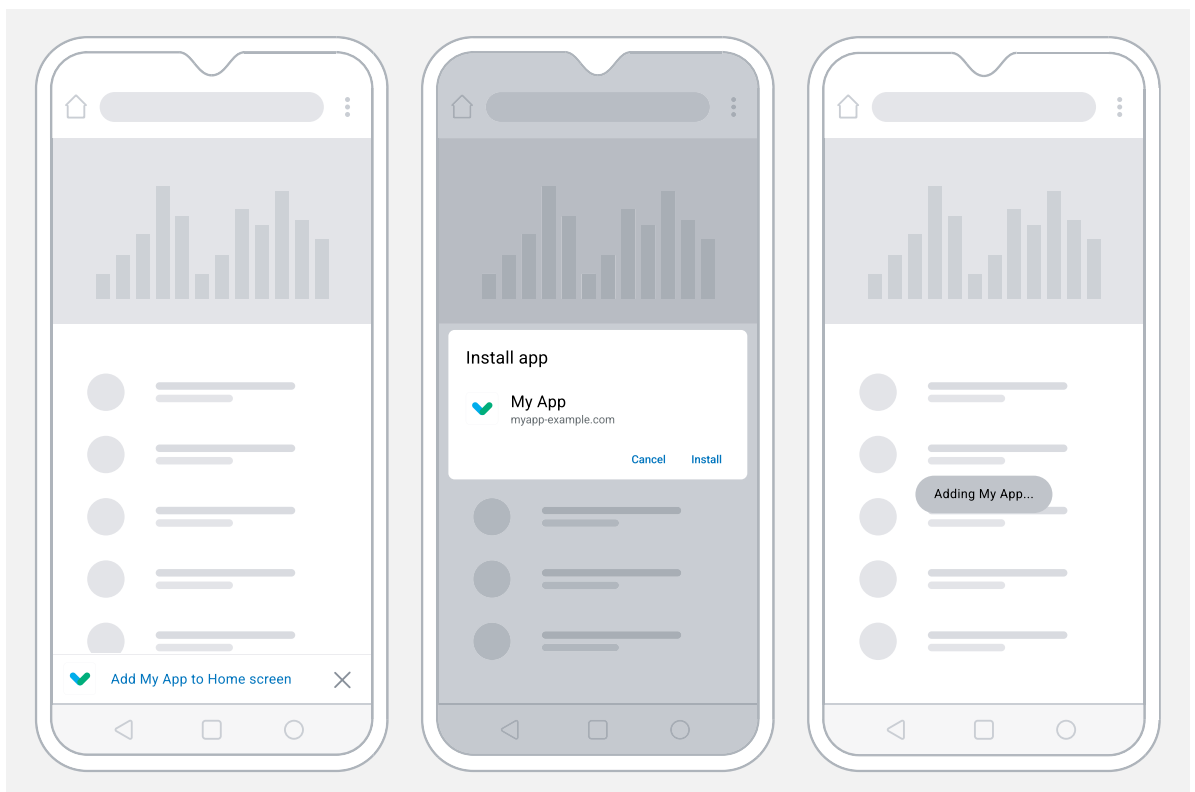 Add My App to Home screen
Install app
My App
myapp-example.com
Cancel Install
Adding My App...